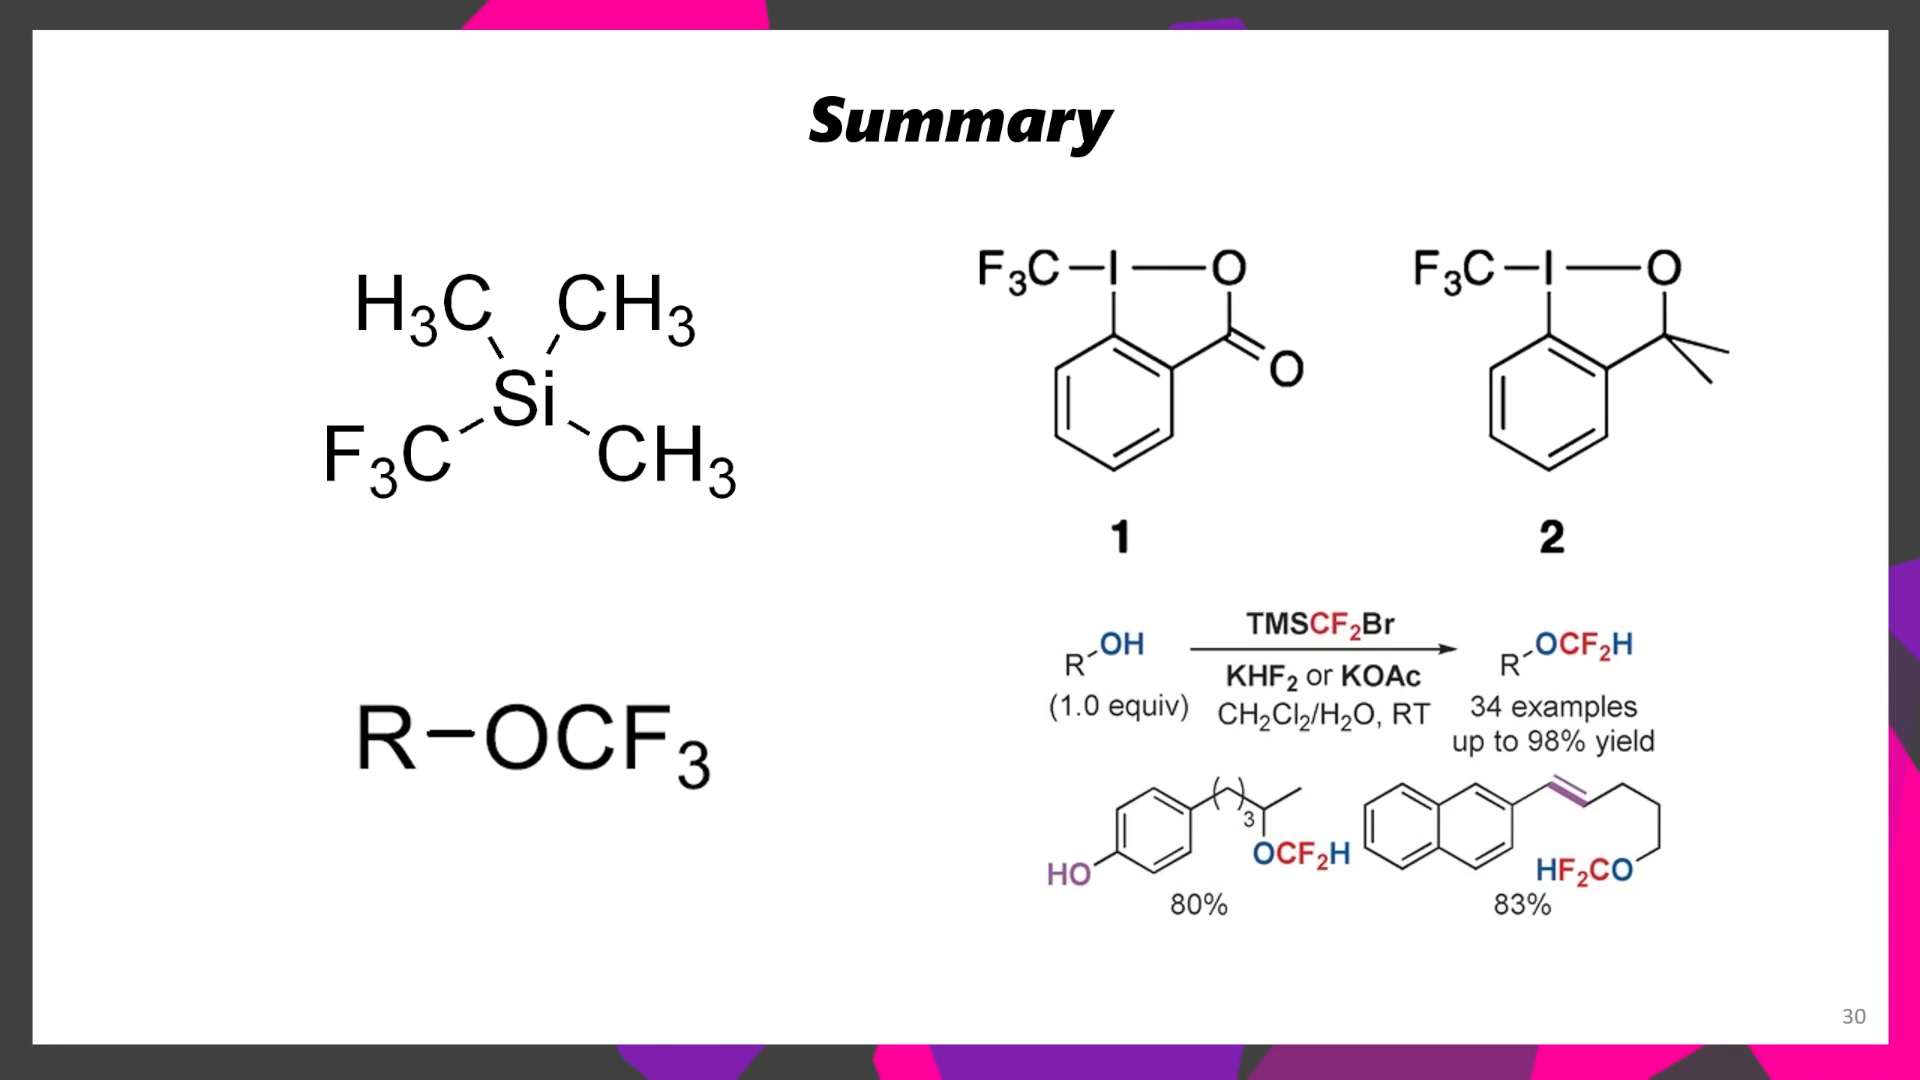 Summary
H₃C CH₃
Si
F₃C CH₃
F₃C I O
O
1
F₃C I O
2
R–OCF₃
R OH
(1.0 equiv)
TMSCF₂Br
KHF₂ or KOAc
CH₂Cl₂/H₂O, RT
R OCF₂H
34 examples
up to 98% yield
( )3
HO OCF₂H
80%
HF₂CO
83%
30